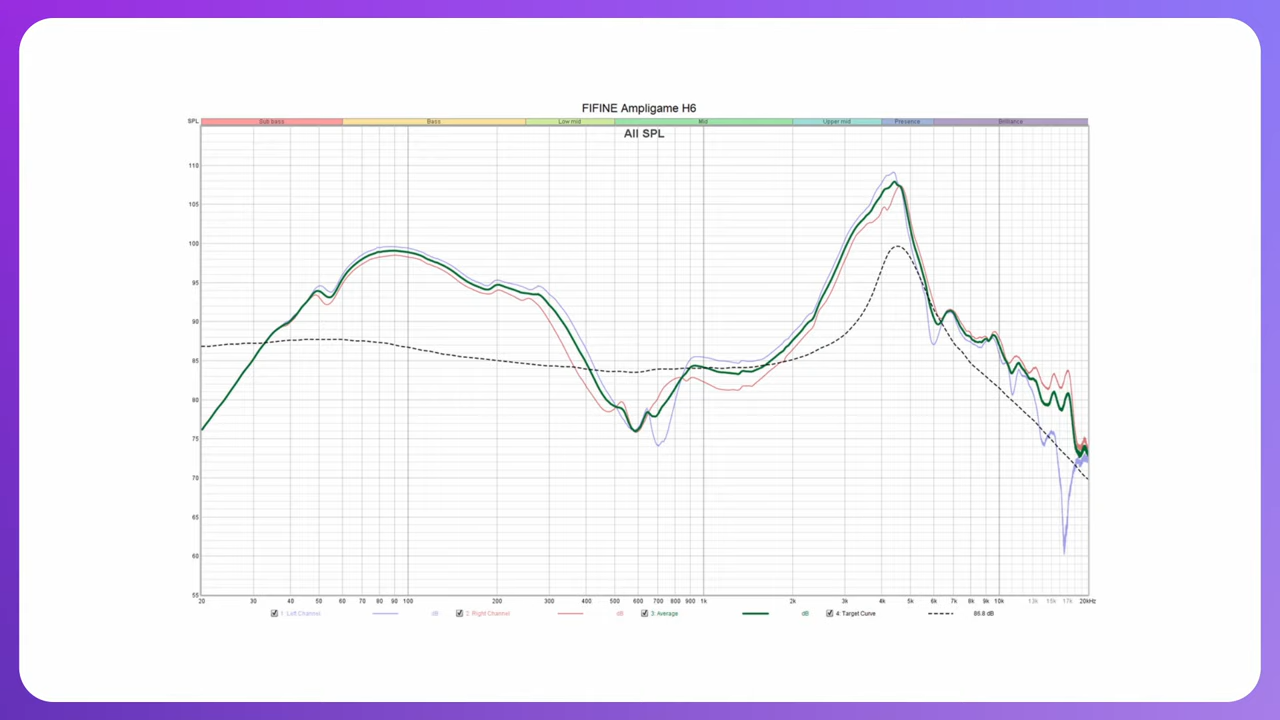 FIFINE Ampligame H6
SPL Sub bass Bass Low mid Mid Upper mid Presence Brilliance
All SPL
110
105
100
95
90
85
80
75
70
65
60
55
20 30 40 50 60 70 80 90 100 200 300 400 500 600 700 800 900 1k 2k 3k 4k 5k 6k 7k 8k 9k 10k 13k 15k 17k 20kHz
1: Left Channel dB 2: Right Channel dB 3: Average dB 4: Target Curve 86.8 dB